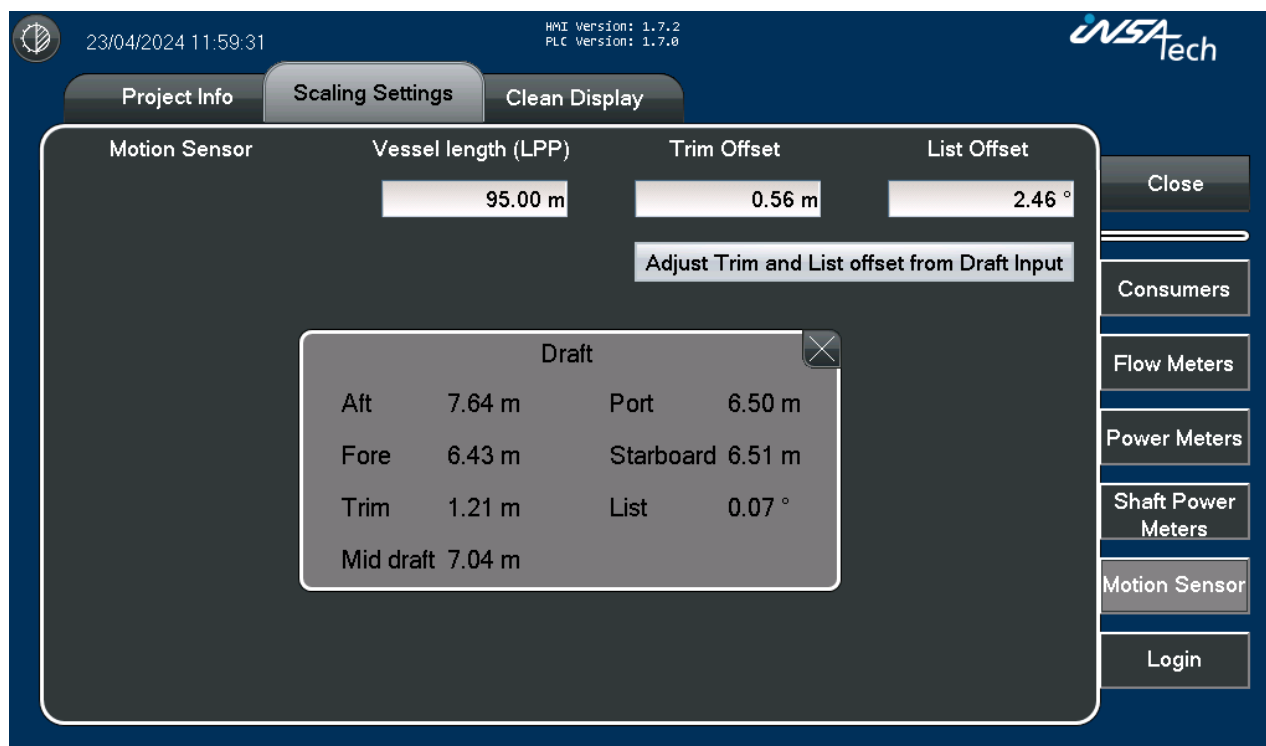 23/04/2024 11:59:31
HMI Version: 1.7.2
PLC Version: 1.7.0
iNSATech
Project Info
Scaling Settings
Clean Display
Motion Sensor
Vessel length (LPP)
Trim Offset
List Offset
95.00 m
0.56 m
2.46 °
Adjust Trim and List offset from Draft Input
Draft
Aft 7.64 m Port 6.50 m
Fore 6.43 m Starboard 6.51 m
Trim 1.21 m List 0.07 °
Mid draft 7.04 m
Close
Consumers
Flow Meters
Power Meters
Shaft Power
Meters
Motion Sensor
Login